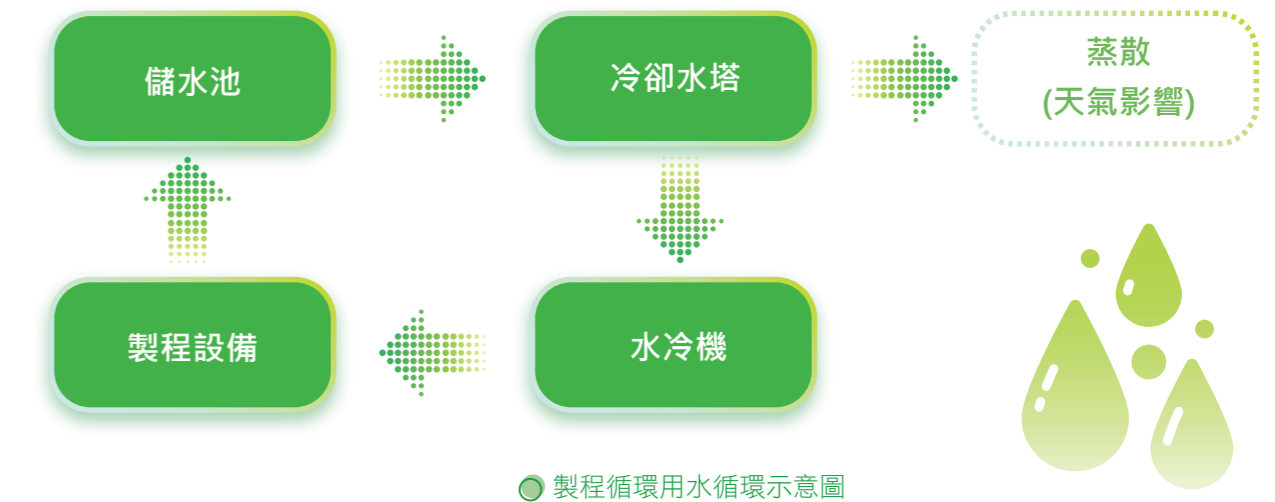 儲水池
冷卻水塔
蒸散
(天氣影響)
製程設備
水冷機
製程循環用水循環示意圖